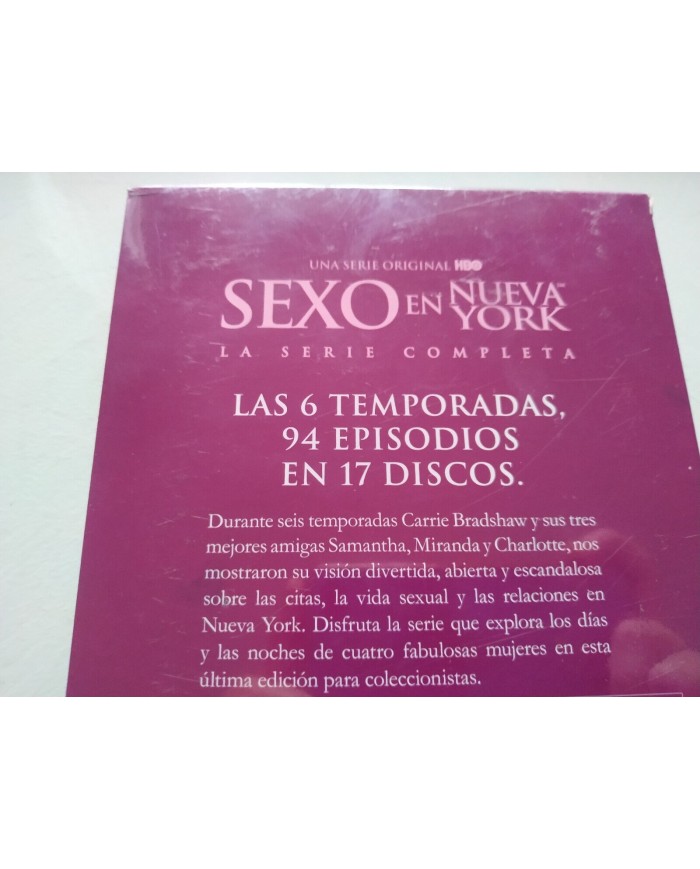 UNA SERIE ORIGINAL HBO
SEXO EN NUEVA YORK™
LA SERIE COMPLETA
LAS 6 TEMPORADAS,
94 EPISODIOS
EN 17 DISCOS.
Durante seis temporadas Carrie Bradshaw y sus tres
mejores amigas Samantha, Miranda y Charlotte, nos
mostraron su visión divertida, abierta y escandalosa
sobre las citas, la vida sexual y las relaciones en
Nueva York. Disfruta la serie que explora los días
y las noches de cuatro fabulosas mujeres en esta
última edición para coleccionistas.